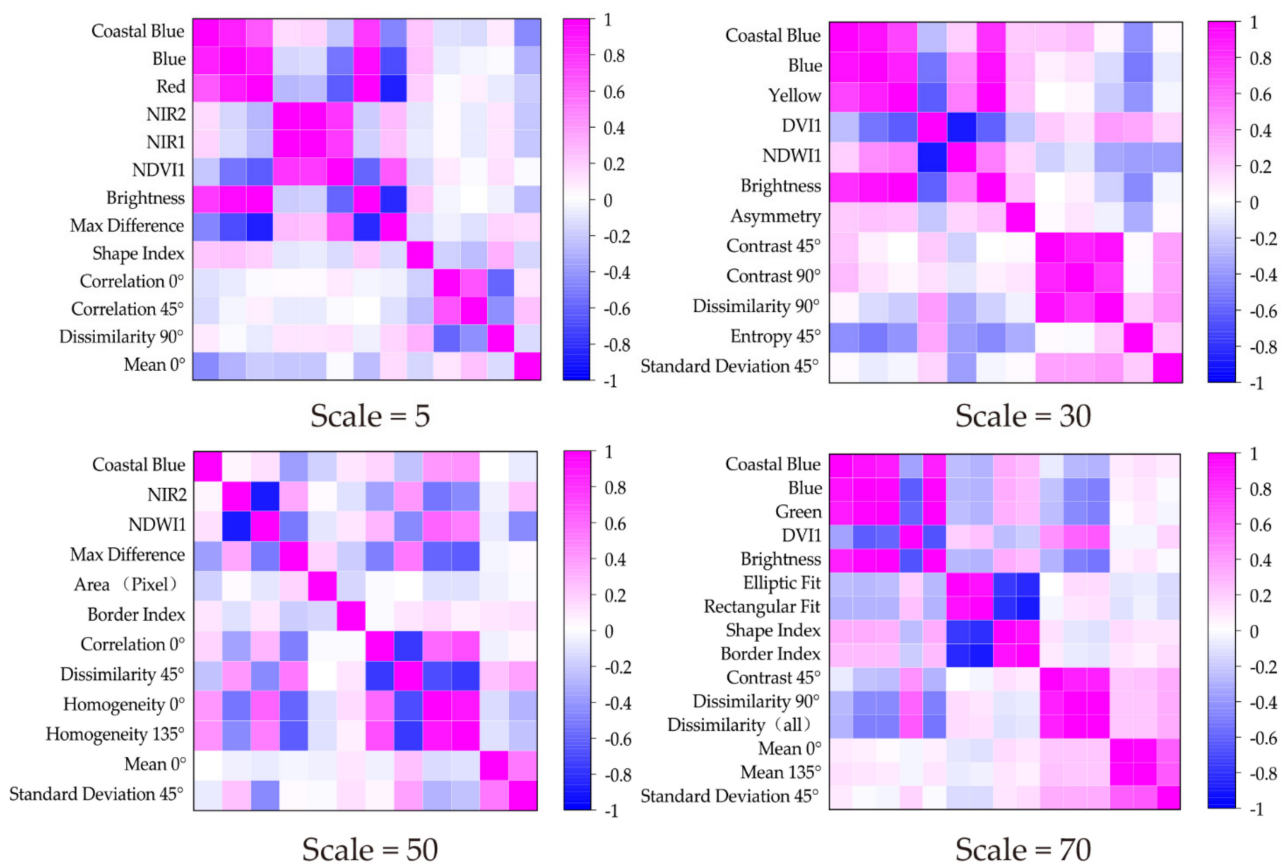 Coastal Blue
Blue
Red
NIR2
NIR1
NDVI1
Brightness
Max Difference
Shape Index
Correlation 0°
Correlation 45°
Dissimilarity 90°
Mean 0°
1
0.8
0.6
0.4
0.2
0
-0.2
-0.4
-0.6
-0.8
-1
Scale = 5
Coastal Blue
Blue
Yellow
DVI1
NDWI1
Brightness
Asymmetry
Contrast 45°
Contrast 90°
Dissimilarity 90°
Entropy 45°
Standard Deviation 45°
1
0.8
0.6
0.4
0.2
0
-0.2
-0.4
-0.6
-0.8
-1
Scale = 30
Coastal Blue
NIR2
NDWI1
Max Difference
Area （Pixel）
Border Index
Correlation 0°
Dissimilarity 45°
Homogeneity 0°
Homogeneity 135°
Mean 0°
Standard Deviation 45°
1
0.8
0.6
0.4
0.2
0
-0.2
-0.4
-0.6
-0.8
-1
Scale = 50
Coastal Blue
Blue
Green
DVI1
Brightness
Elliptic Fit
Rectangular Fit
Shape Index
Border Index
Contrast 45°
Dissimilarity 90°
Dissimilarity（all）
Mean 0°
Mean 135°
Standard Deviation 45°
1
0.8
0.6
0.4
0.2
0
-0.2
-0.4
-0.6
-0.8
-1
Scale = 70